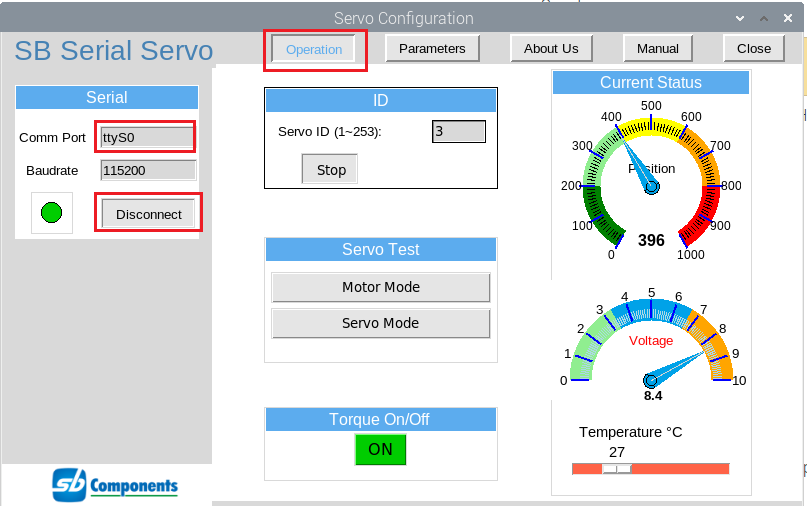 Servo Configuration
SB Serial Servo
Operation
Parameters
About Us
Manual
Close
Serial
Comm Port
ttyS0
Baudrate
115200
Disconnect
ID
Servo ID (1~253):
3
Stop
Servo Test
Motor Mode
Servo Mode
Torque On/Off
ON
Current Status
0
100
200
300
400
500
600
700
800
900
1000
396
0
1
2
3
4
5
6
7
8
9
10
Voltage
8.4
Temperature °C
27
sb Components